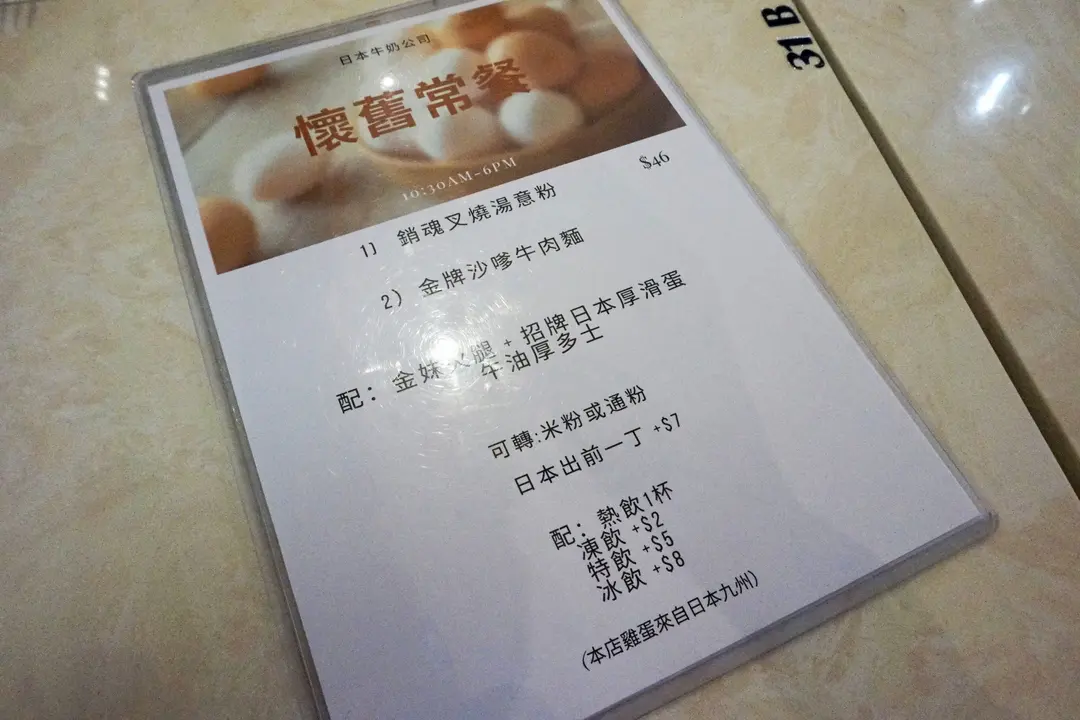 日本牛奶公司
懷舊常餐
10:30AM-6PM
$46
1) 銷魂叉燒湯意粉
2) 金牌沙嗲牛肉麵
配: 金妹火腿 + 招牌日本厚滑蛋
牛油厚多士
可轉:米粉或通粉
日本出前一丁 +$7
配: 熱飲1杯
凍飲 +$2
特飲 +$5
冰飲 +$8
(本店雞蛋來自日本九州)
31B